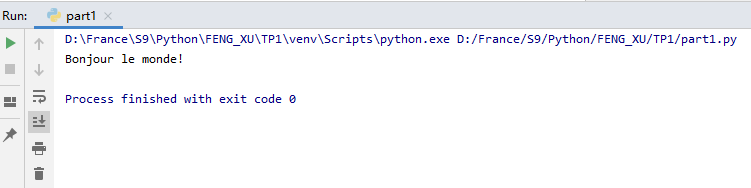 Run: part1
D:\France\S9\Python\FENG_XU\TP1\venv\Scripts\python.exe D:/France/S9/Python/FENG_XU/TP1/part1.py
Bonjour le monde!
Process finished with exit code 0